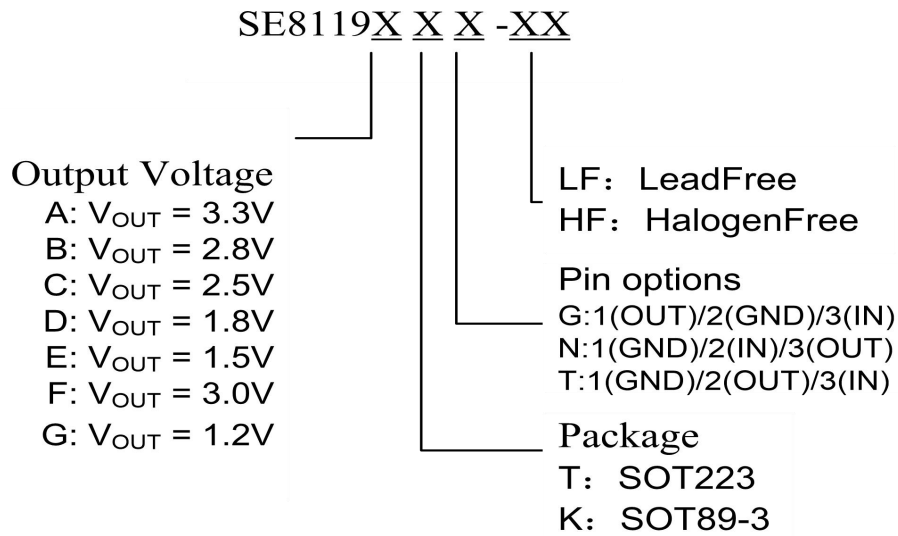 SE8119X X X -XX
Output Voltage
A: VOUT = 3.3V
B: VOUT = 2.8V
C: VOUT = 2.5V
D: VOUT = 1.8V
E: VOUT = 1.5V
F: VOUT = 3.0V
G: VOUT = 1.2V
LF：LeadFree
HF：HalogenFree
Pin options
G:1(OUT)/2(GND)/3(IN)
N:1(GND)/2(IN)/3(OUT)
T:1(GND)/2(OUT)/3(IN)
Package
T：SOT223
K：SOT89-3